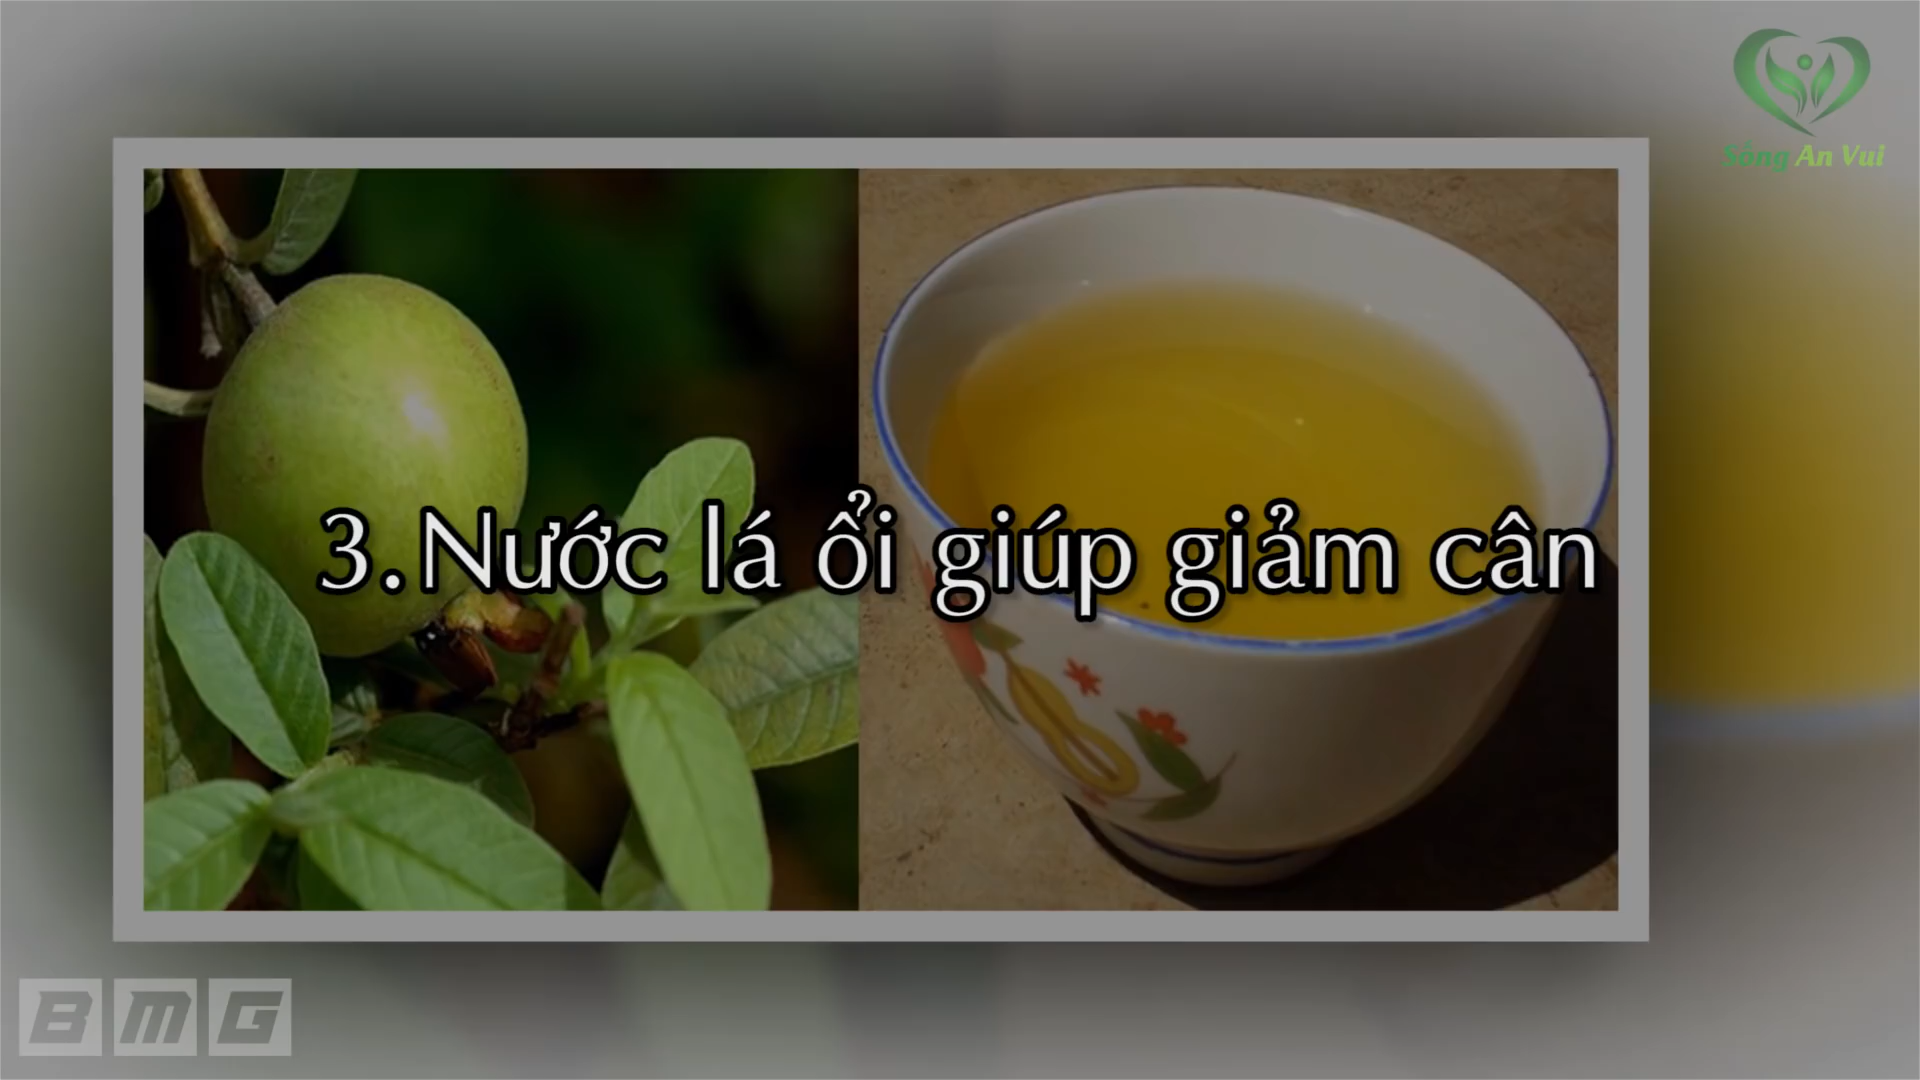 Sống An Vui
3. Nước lá ổi giúp giảm cân
BMG